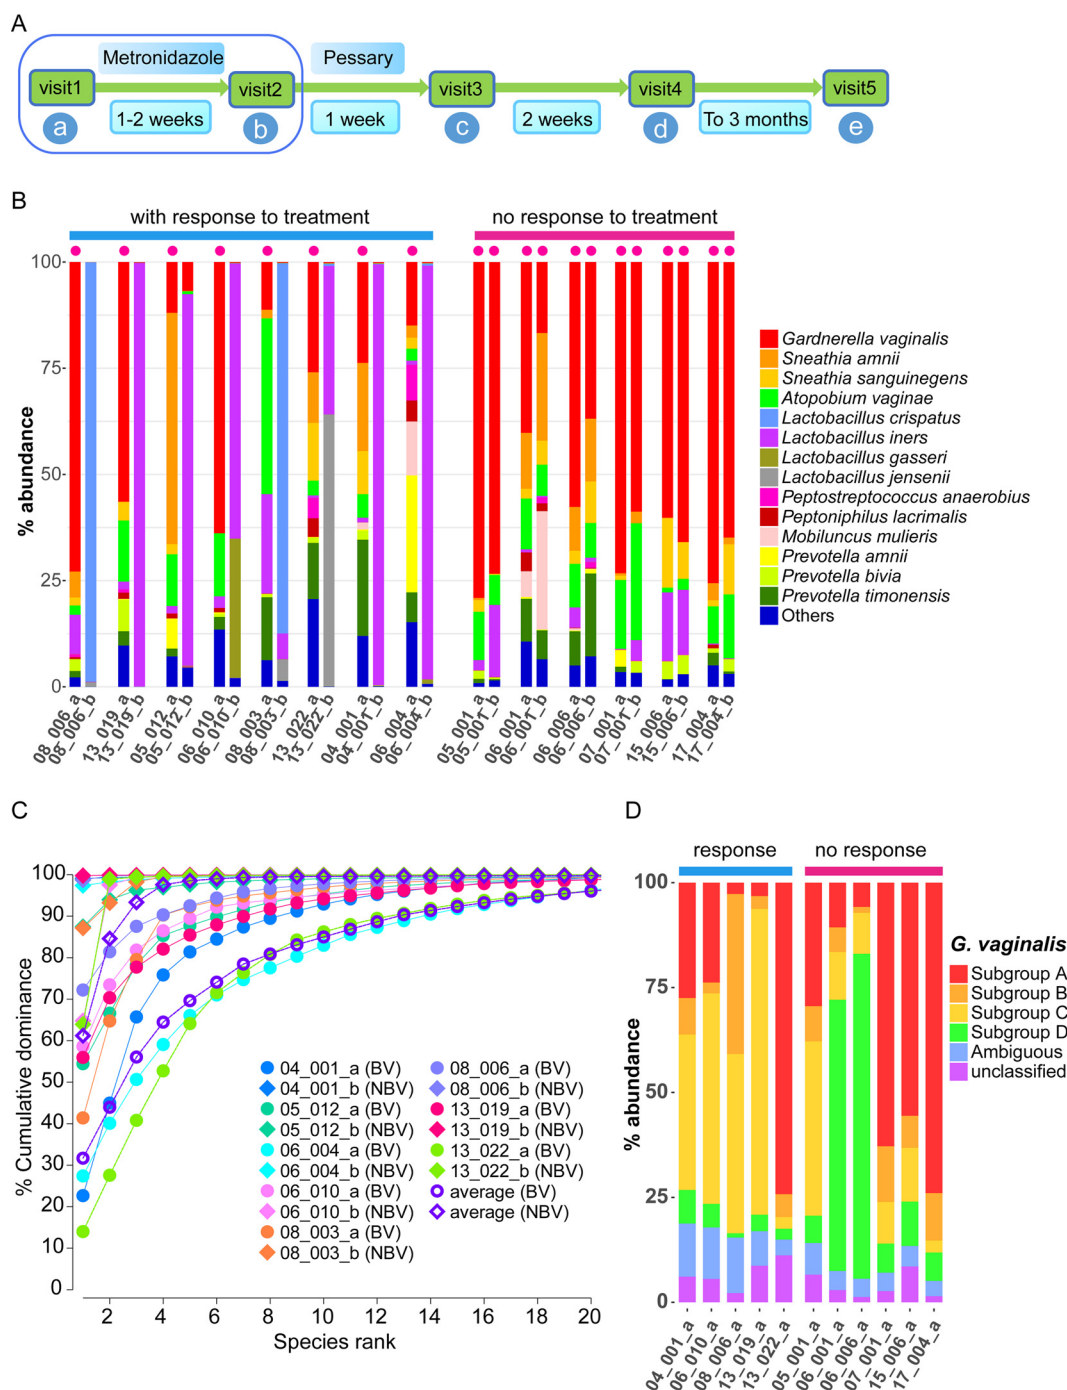 A
Metronidazole
Pessary
visit1
visit2
visit3
visit4
visit5
1-2 weeks
1 week
2 weeks
To 3 months
a
b
c
d
e
B
with response to treatment
no response to treatment
% abundance
100
75
50
25
0
08_006_a
08_006_b
13_019_a
13_019_b
05_012_a
05_012_b
06_010_a
06_010_b
08_003_a
08_003_b
13_022_a
13_022_b
04_001_a
04_001_b
06_004_a
06_004_b
05_001_a
05_001_b
06_001_a
06_001_b
06_006_a
06_006_b
07_001_a
07_001_b
15_006_a
15_006_b
17_004_a
17_004_b
Gardnerella vaginalis
Sneathia amnii
Sneathia sanguinegens
Atopobium vaginae
Lactobacillus crispatus
Lactobacillus iners
Lactobacillus gasseri
Lactobacillus jensenii
Peptostreptococcus anaerobius
Peptoniphilus lacrimalis
Mobiluncus mulieris
Prevotella amnii
Prevotella bivia
Prevotella timonensis
Others
C
% Cumulative dominance
100
90
80
70
60
50
40
30
20
10
0
2
4
6
8
10
12
14
16
18
20
Species rank
04_001_a (BV)
04_001_b (NBV)
05_012_a (BV)
05_012_b (NBV)
06_004_a (BV)
06_004_b (NBV)
06_010_a (BV)
06_010_b (NBV)
08_003_a (BV)
08_003_b (NBV)
08_006_a (BV)
08_006_b (NBV)
13_019_a (BV)
13_019_b (NBV)
13_022_a (BV)
13_022_b (NBV)
average (BV)
average (NBV)
D
response
no response
% abundance
100
75
50
25
0
04_001_a
06_010_a
08_006_a
13_019_a
13_022_a
05_001_a
06_001_a
06_006_a
07_001_a
15_006_a
17_004_a
G. vaginalis
Subgroup A
Subgroup B
Subgroup C
Subgroup D
Ambiguous
unclassified